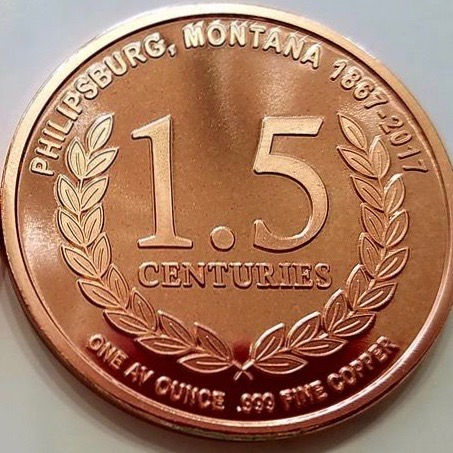 PHILIPSBURG, MONTANA 1867-2017
1.5
CENTURIES
ONE AV OUNCE .999 FINE COPPER